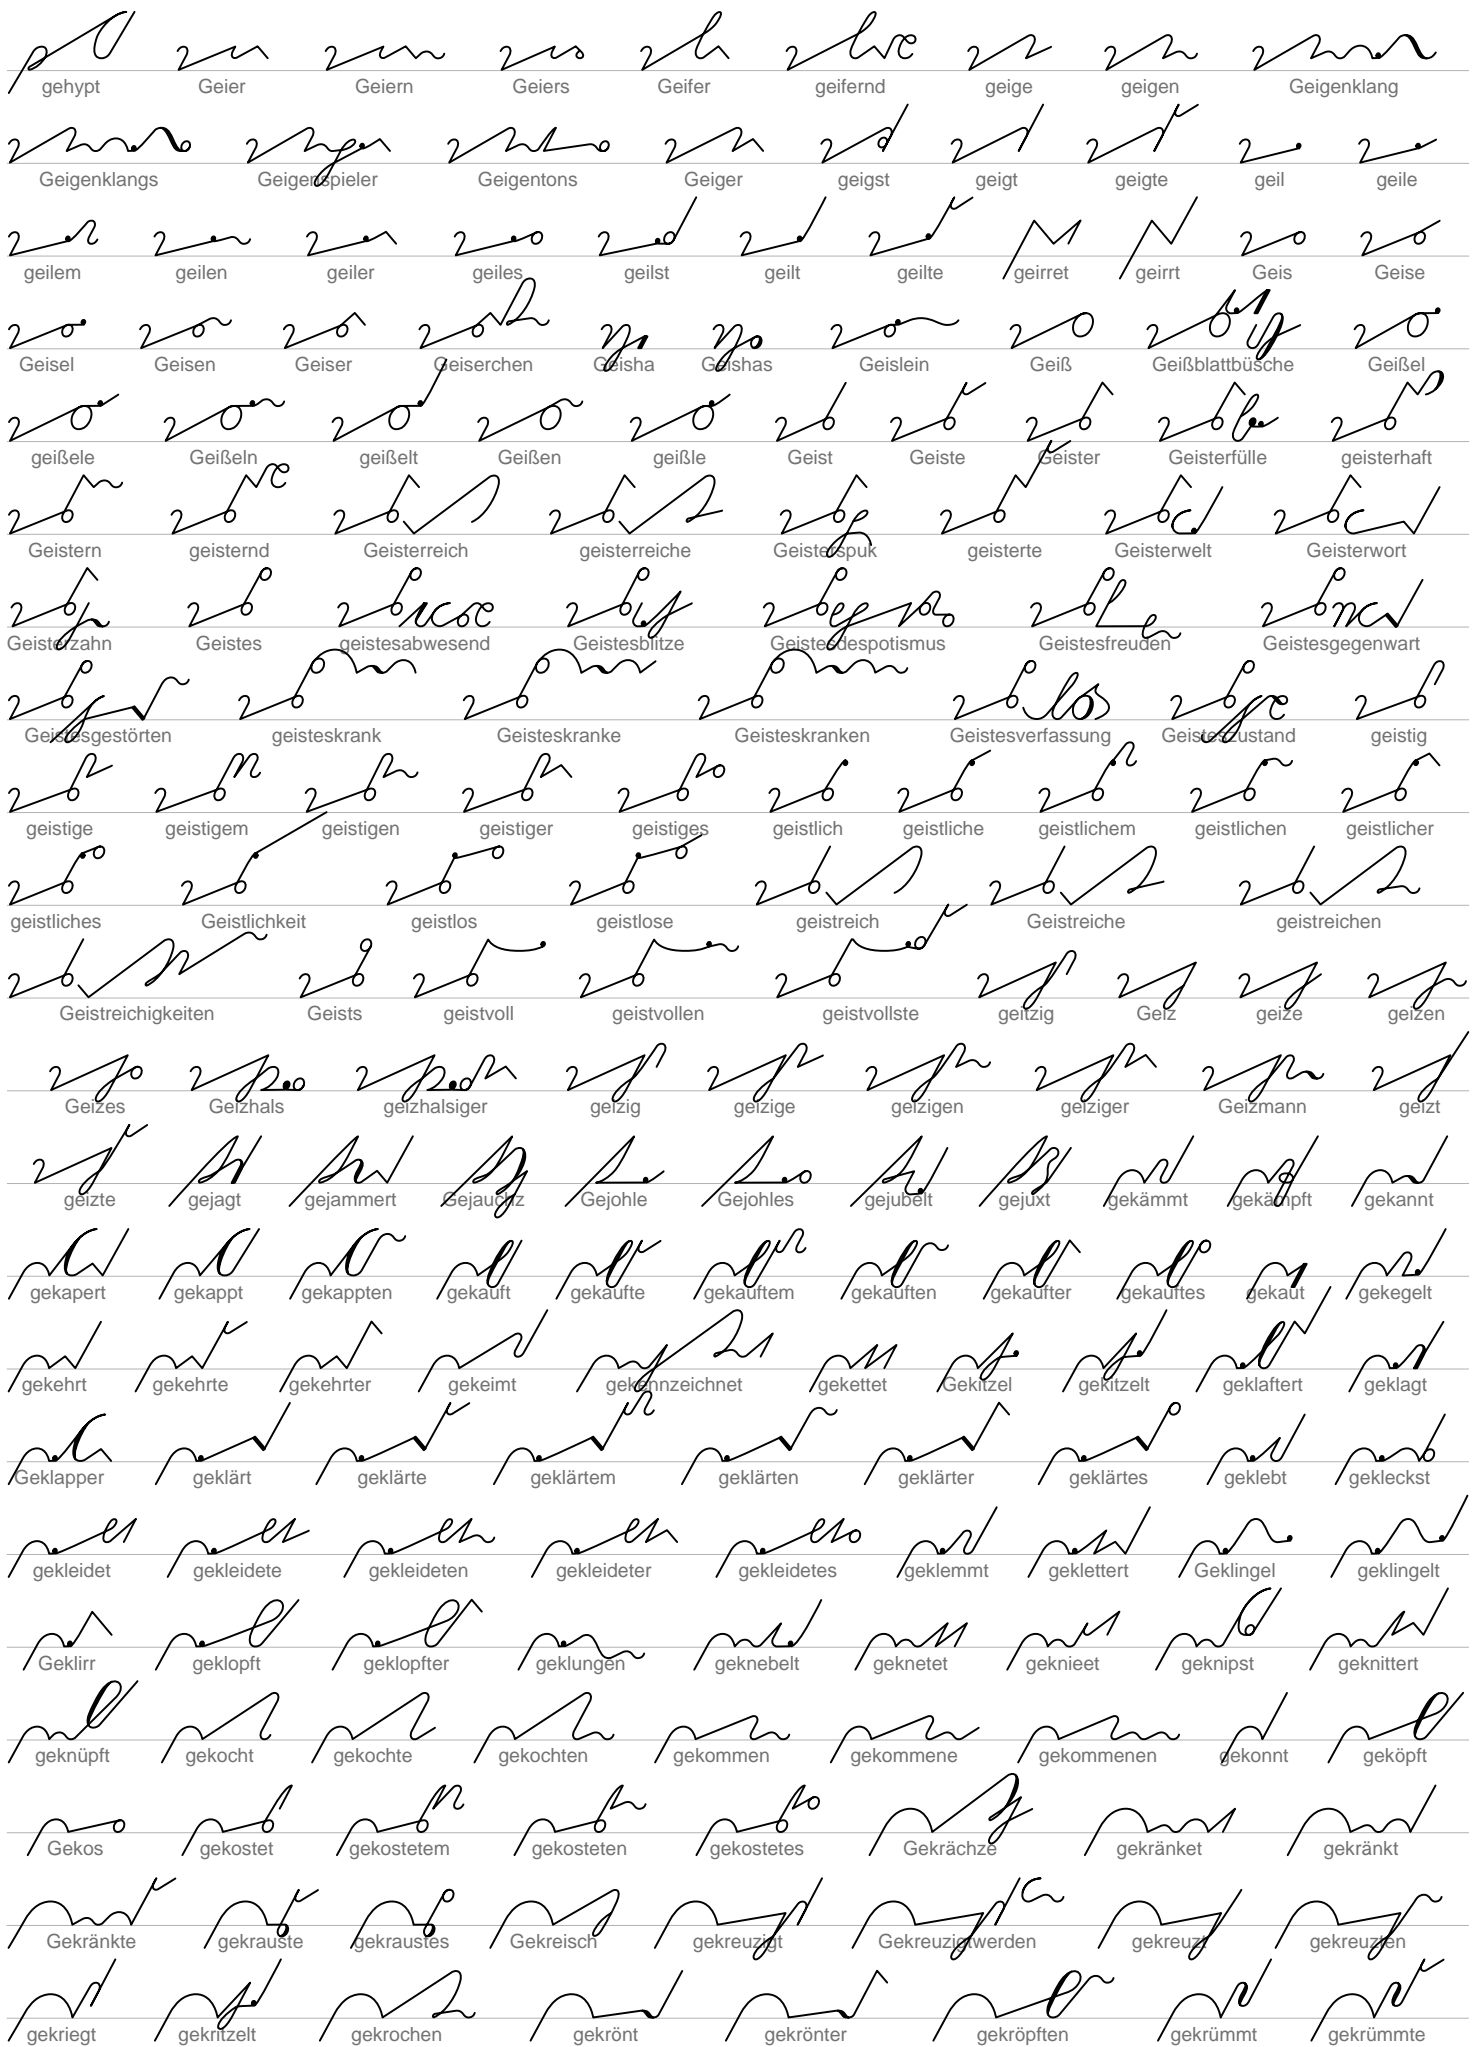 gehypt Geier Geiern Geiers Geifer geifernd geige geigen Geigenklang
Geigenklangs Geigenspieler Geigentons Geiger geigst geigt geigte geil geile
geilem geilen geiler geiles geilst geilt geilte geirret geirrt Geis Geise
Geisel Geisen Geiser Geiserchen Geisha Geishas Geislein Geiß Geißblattbüsche Geißel
geißele Geißeln geißelt Geißen geißle Geist Geiste Geister Geisterfülle geisterhaft
Geistern geisternd Geisterreich geisterreiche Geisterspuk geisterte Geisterwelt Geisterwort
Geisterzahn Geistes geistesabwesend Geistesblitze Geistesdespotismus Geistesfreuden Geistesgegenwart
Geistesgestörten geisteskrank Geisteskranke Geisteskranken Geistesverfassung Geisteszustand geistig
geistige geistigem geistigen geistiger geistiges geistlich geistliche geistlichem geistlichen geistlicher
geistliches Geistlichkeit geistlos geistlose geistreich Geistreiche geistreichen
Geistreichigkeiten Geists geistvoll geistvollen geistvollste geitzig Geiz geize geizen
Geizes Geizhals geizhalsiger geizig geizige geizigen geiziger Geizmann geizt
geizte gejagt gejammert Gejauchz Gejohle Gejohles gejubelt gejuxt gekämmt gekämpft gekannt
gekapert gekappt gekappten gekauft gekaufte gekauftem gekauften gekaufter gekauftes gekaut gekegelt
gekehrt gekehrte gekehrter gekeimt gekennzeichnet gekettet Gekitzel gekitzelt geklaftert geklagt
Geklapper geklärt geklärte geklärtem geklärten geklärter geklärtes geklebt gekleckst
gekleidet gekleidete gekleideten gekleideter gekleidetes geklemmt geklettert Geklingel geklingelt
Geklirr geklopft geklopfter geklungen geknebelt geknetet geknieet geknipst geknittert
geknüpft gekocht gekochte gekochten gekommen gekommene gekommenen gekonnt geköpft
Gekos gekostet gekostetem gekosteten gekostetes Gekrächze gekränket gekränkt
Gekränkte gekrauste gekraustes Gekreisch gekreuzigt Gekreuzigtwerden gekreuzt gekreuzten
gekriegt gekritzelt gekrochen gekrönt gekrönter gekröpften gekrümmt gekrümmte